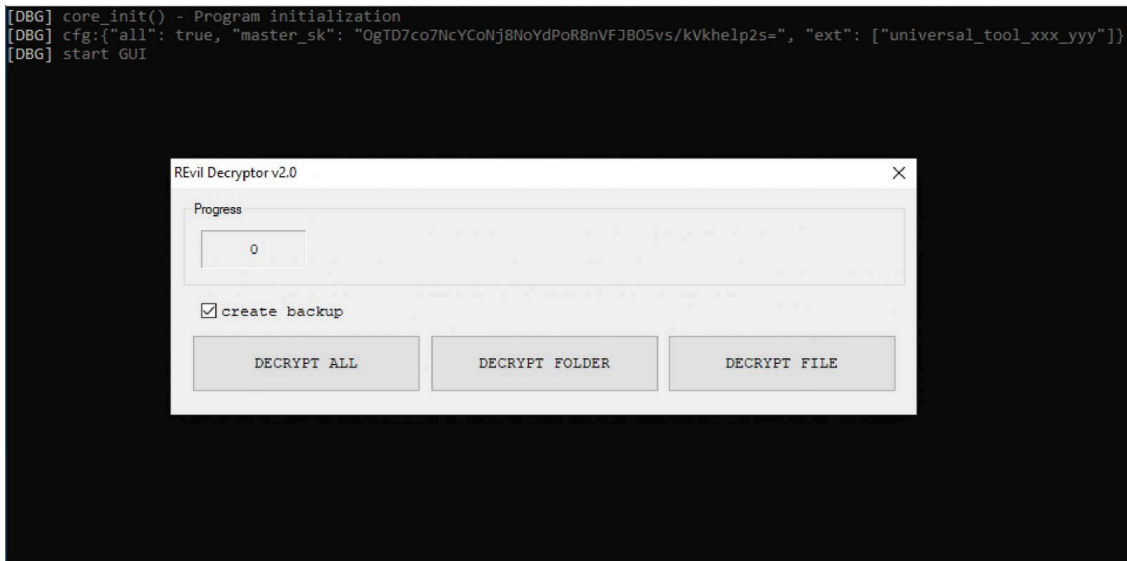 [DBG] core_init() - Program initialization
[DBG] cfg:{"all": true, "master_sk": "OgTD7co7NcYCoNj8NoYdPoR8nVFJBO5vs/kVkhelp2s=", "ext": ["universal_tool_xxx_yyy"]}
[DBG] start GUI
REvil Decryptor v2.0
Progress
0
create backup
DECRYPT ALL
DECRYPT FOLDER
DECRYPT FILE